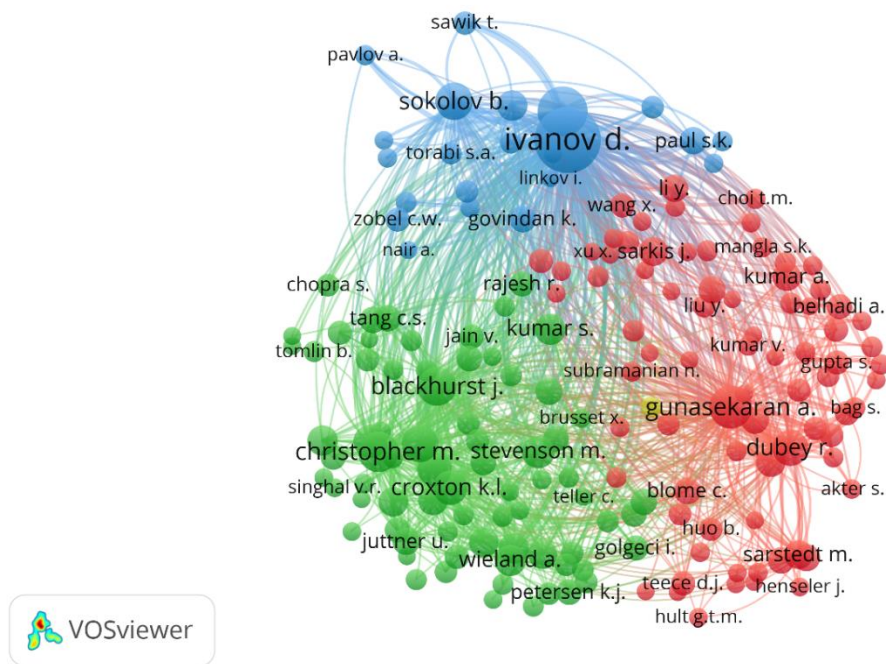 sawik t.
pavlov a.
sokolov b.
ivanov d.
paul s.k.
torabi s.a.
linkov i.
li y.
choi t.m.
wang x.
zobel c.w.
govindan k.
nair a.
xu x.
sarkis j.
mangla s.k.
chopra s.
rajesh r.
kumar a.
liu y.
belhadi a.
tang c.s.
jain v.
kumar s.
kumar v.
tomlin b.
subramanian n.
gupta s.
blackhurst j.
brusset x.
gunasekaran a.
bag s.
christopher m.
stevenson m.
dubey r.
singhal v.r.
croxton k.l.
teller c.
blome c.
akter s.
huo b.
juttner u.
wieland a.
golgeci i.
sarstedt m.
petersen k.j.
teece d.j.
henseler j.
hult g.t.m.
VOSviewer